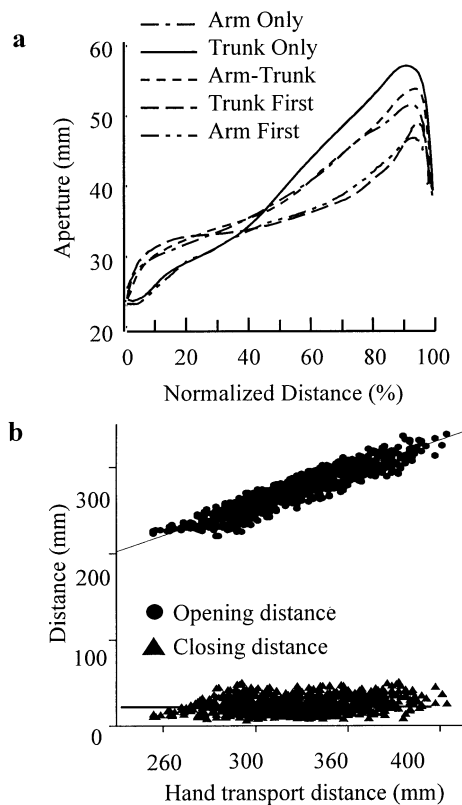 a
Arm Only
Trunk Only
Arm-Trunk
Trunk First
Arm First
60
50
40
30
20
Aperture (mm)
0 20 40 60 80 100
Normalized Distance (%)
b
300
200
100
0
Distance (mm)
Opening distance
Closing distance
260 300 360 400
Hand transport distance (mm)